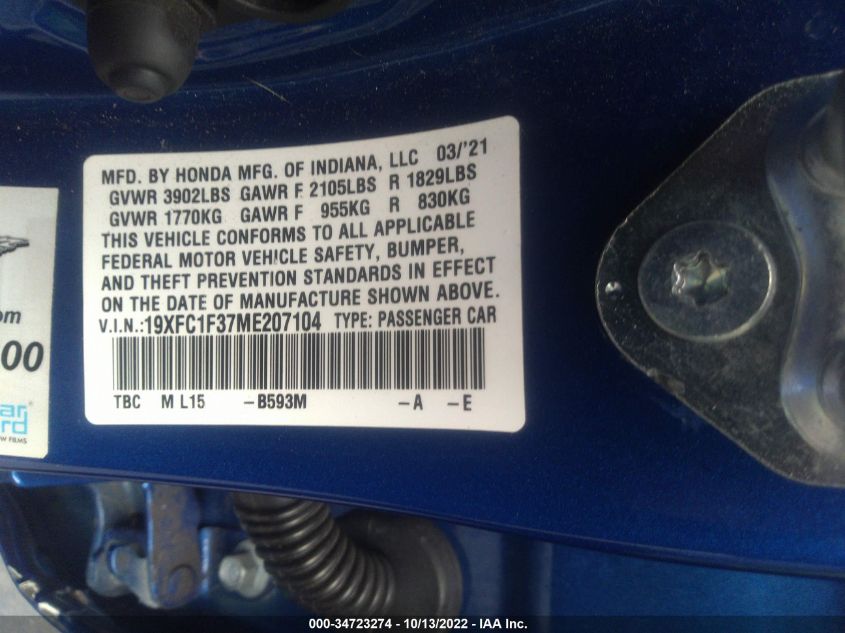 MFD. BY HONDA MFG. OF INDIANA, LLC 03/'21
GVWR 3902LBS GAWR F 2105LBS R 1829LBS
GVWR 1770KG GAWR F 955KG R 830KG
THIS VEHICLE CONFORMS TO ALL APPLICABLE
FEDERAL MOTOR VEHICLE SAFETY, BUMPER,
AND THEFT PREVENTION STANDARDS IN EFFECT
ON THE DATE OF MANUFACTURE SHOWN ABOVE.
V.I.N.:19XFC1F37ME207104 TYPE: PASSENGER CAR
TBC M L15 -B593M -A -E
om
00
ar
rd
W FILMS
000-34723274 - 10/13/2022 - IAA Inc.